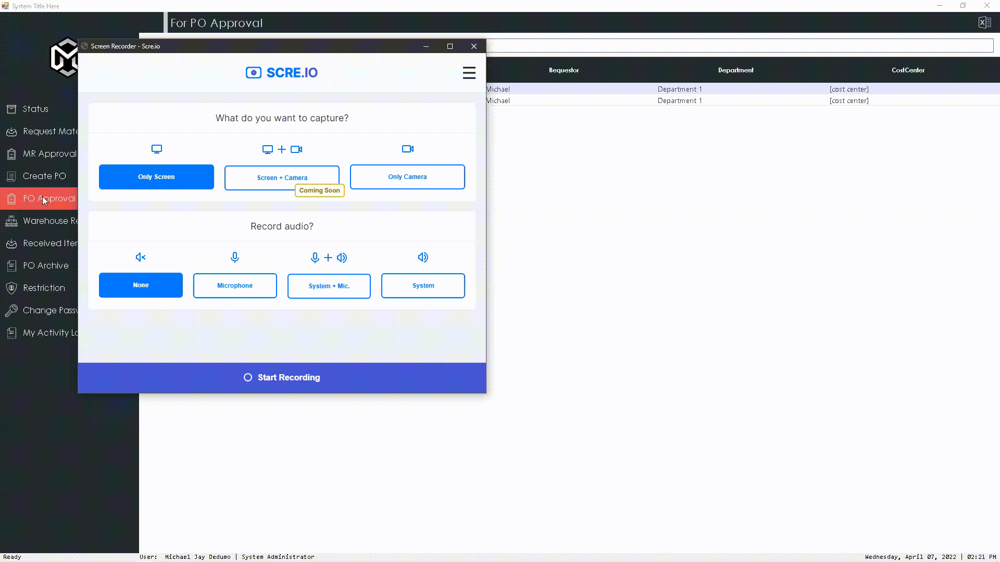 System Title Here
For PO Approval
Screen Recorder - Scre.io
SCRE.IO
Requestor Department CostCenter
Michael Department 1 [cost center]
Michael Department 1 [cost center]
Status
Request Mate
MR Approval
Create PO
PO Approval
Warehouse Re
Received Iter
PO Archive
Restriction
Change Passw
My Activity Lo
What do you want to capture?
Only Screen Screen + Camera Only Camera
Coming Soon
Record audio?
None Microphone System + Mic. System
Start Recording
Ready User: Michael Jay Dedumo | System Administrator Wednesday, April 07, 2022 | 02:21 PM